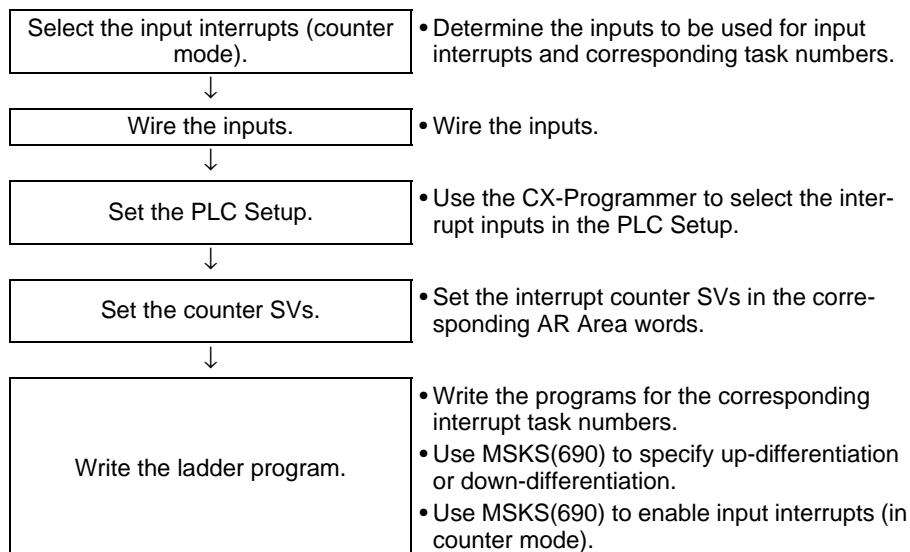 Select the input interrupts (counter
mode).
• Determine the inputs to be used for input
interrupts and corresponding task numbers.
↓
Wire the inputs.
• Wire the inputs.
↓
Set the PLC Setup.
• Use the CX-Programmer to select the inter-
rupt inputs in the PLC Setup.
↓
Set the counter SVs.
• Set the interrupt counter SVs in the corre-
sponding AR Area words.
↓
Write the ladder program.
• Write the programs for the corresponding
interrupt task numbers.
• Use MSKS(690) to specify up-differentiation
or down-differentiation.
• Use MSKS(690) to enable input interrupts (in
counter mode).